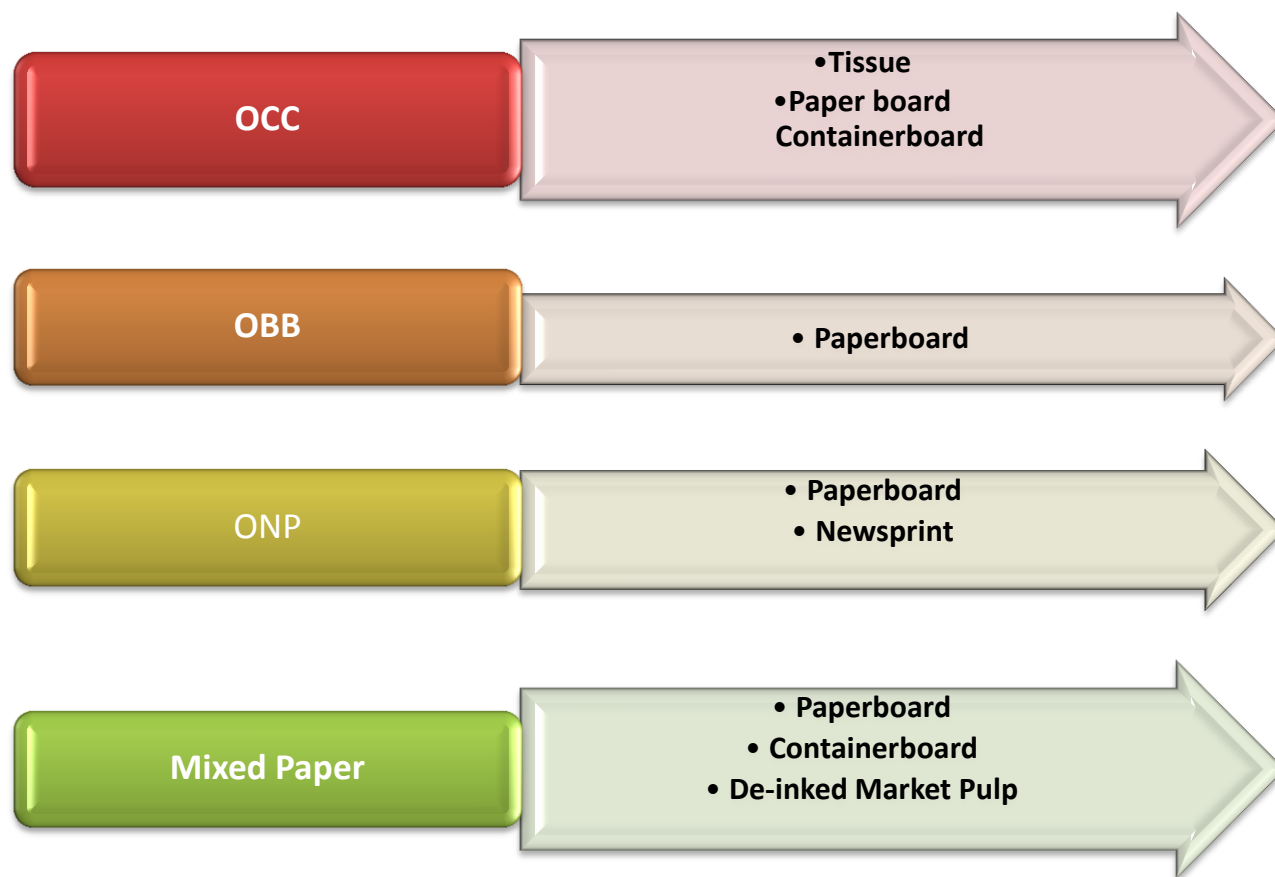 OCC
•Tissue
•Paper board
Containerboard
OBB
• Paperboard
ONP
• Paperboard
• Newsprint
Mixed Paper
• Paperboard
• Containerboard
• De-inked Market Pulp